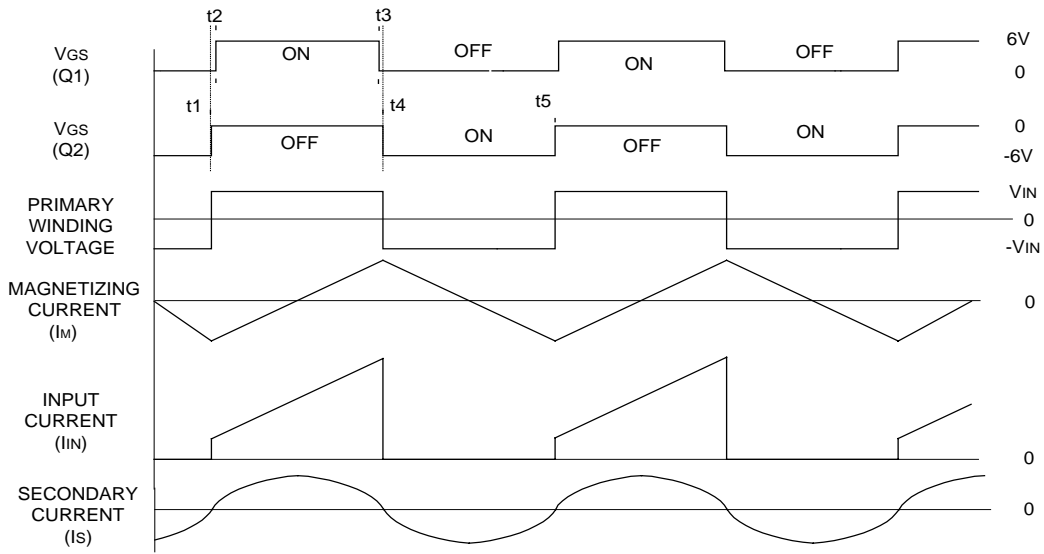 t2
t3
VGS
(Q1)
ON
OFF
ON
OFF
6V
0
t1
t4
t5
VGS
(Q2)
OFF
ON
OFF
ON
0
-6V
PRIMARY
WINDING
VOLTAGE
VIN
0
-VIN
MAGNETIZING
CURRENT
(IM)
0
INPUT
CURRENT
(IIN)
0
SECONDARY
CURRENT
(IS)
0